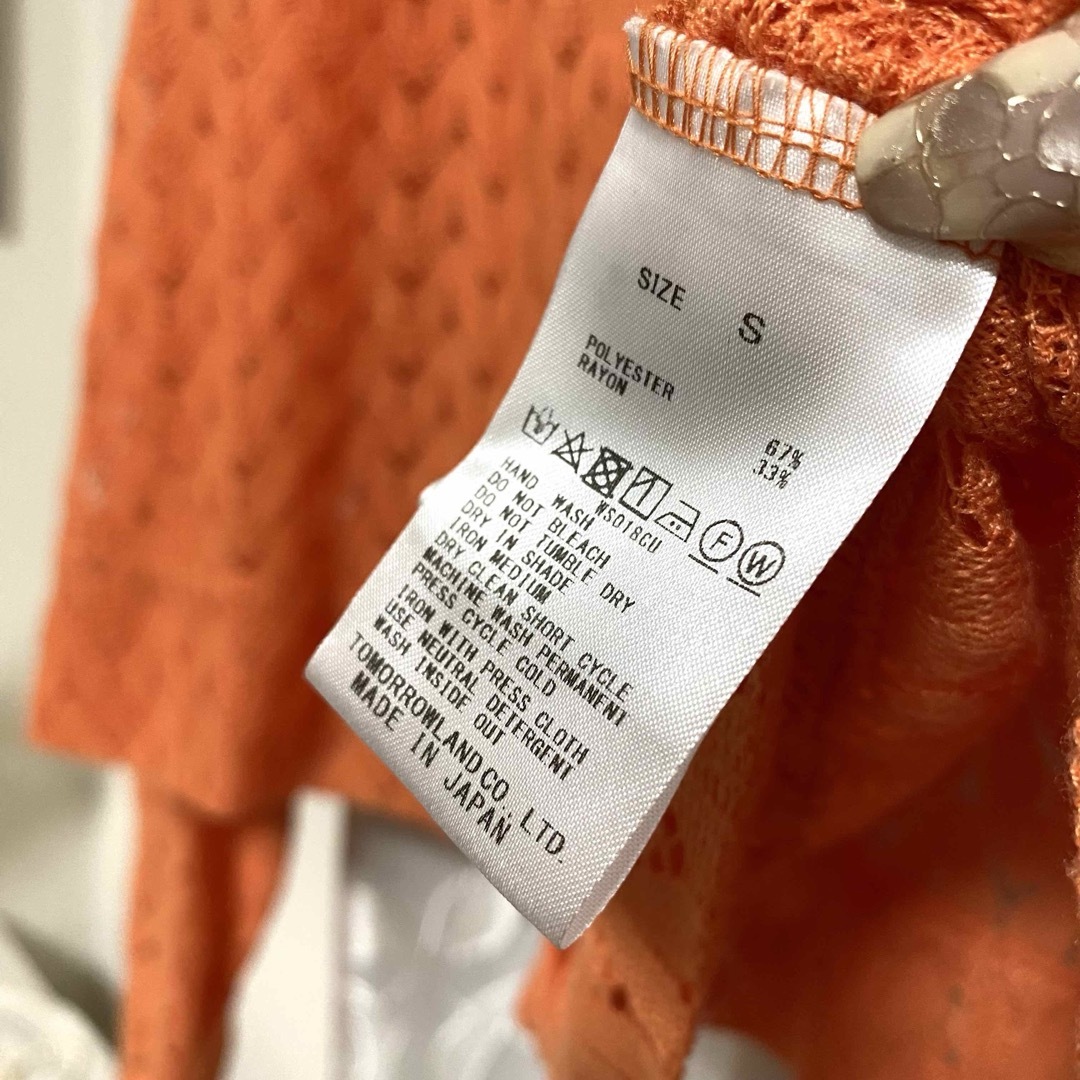 SIZE S
POLYESTER 67%
RAYON 33%
F W
WS018CU
HAND WASH
DO NOT BLEACH
DO NOT TUMBLE DRY
DRY IN SHADE
IRON MEDIUM
DRY CLEAN SHORT CYCLE
MACHINE WASH PERMANENT
PRESS CYCLE COLD
IRON WITH PRESS CLOTH
USE NEUTRAL DETERGENT
WASH INSIDE OUT
TOMORROWLAND CO., LTD.
MADE IN JAPAN